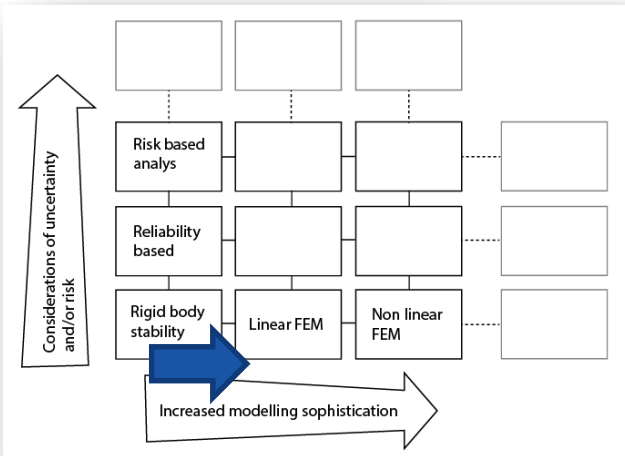 Considerations of uncertainty
and/or risk
Risk based
analys
Reliability
based
Rigid body
stability
Linear FEM
Non linear
FEM
Increased modelling sophistication